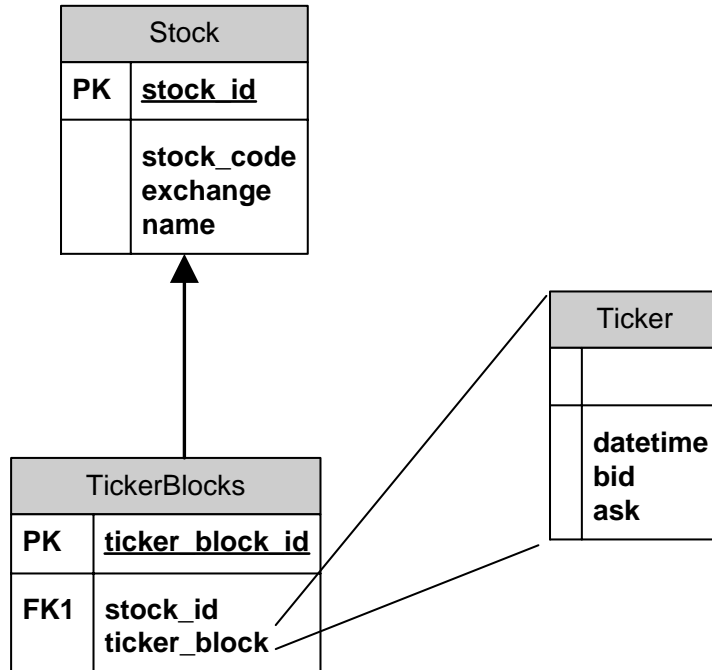 Stock
PK stock_id
stock_code
exchange
name
Ticker
datetime
bid
ask
TickerBlocks
PK ticker_block_id
FK1 stock_id
ticker_block